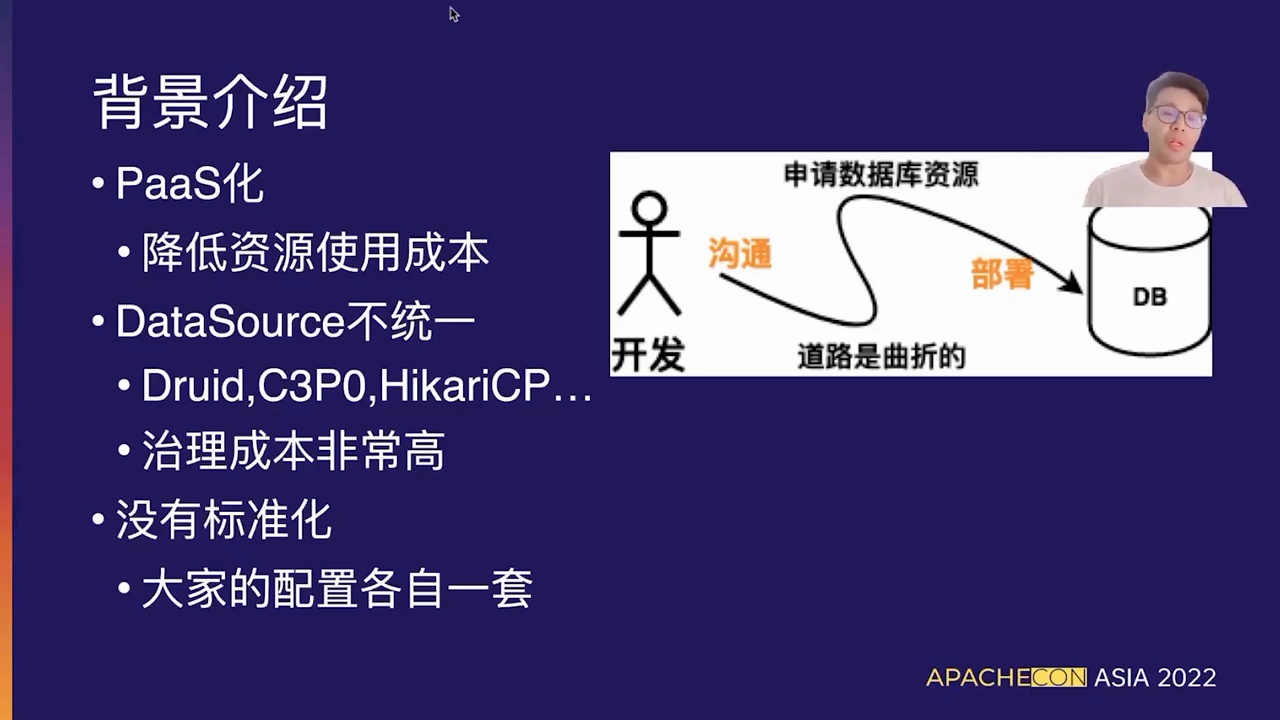 背景介绍
• PaaS化
• 降低资源使用成本
• DataSource不统一
• Druid,C3P0,HikariCP…
• 治理成本非常高
• 没有标准化
• 大家的配置各自一套
申请数据库资源
沟通
部署
DB
开发
道路是曲折的
APACHECON ASIA 2022